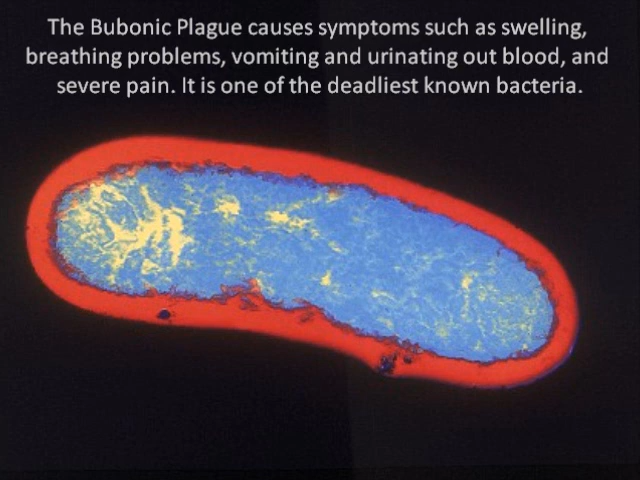 The Bubonic Plague causes symptoms such as swelling,
breathing problems, vomiting and urinating out blood, and
severe pain. It is one of the deadliest known bacteria.